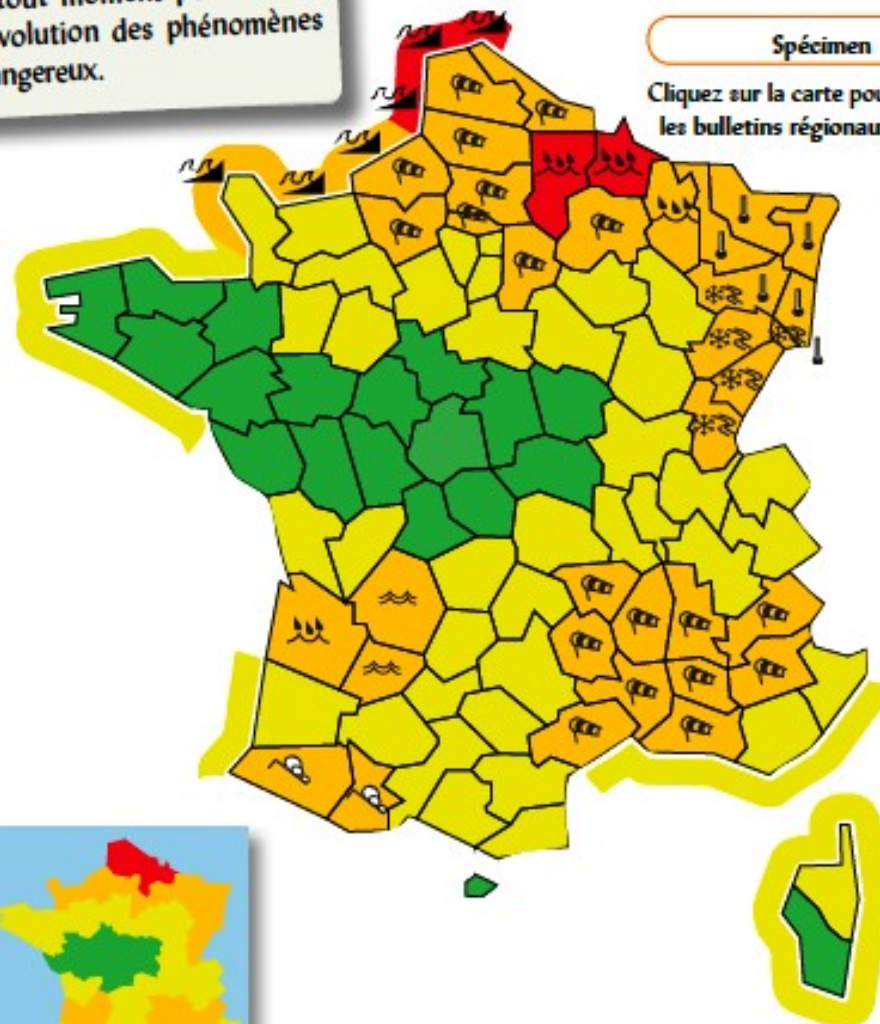 volution des phénomènes
ngereux.
Spécimen
Cliquez sur la carte pou
les bulletins régionau